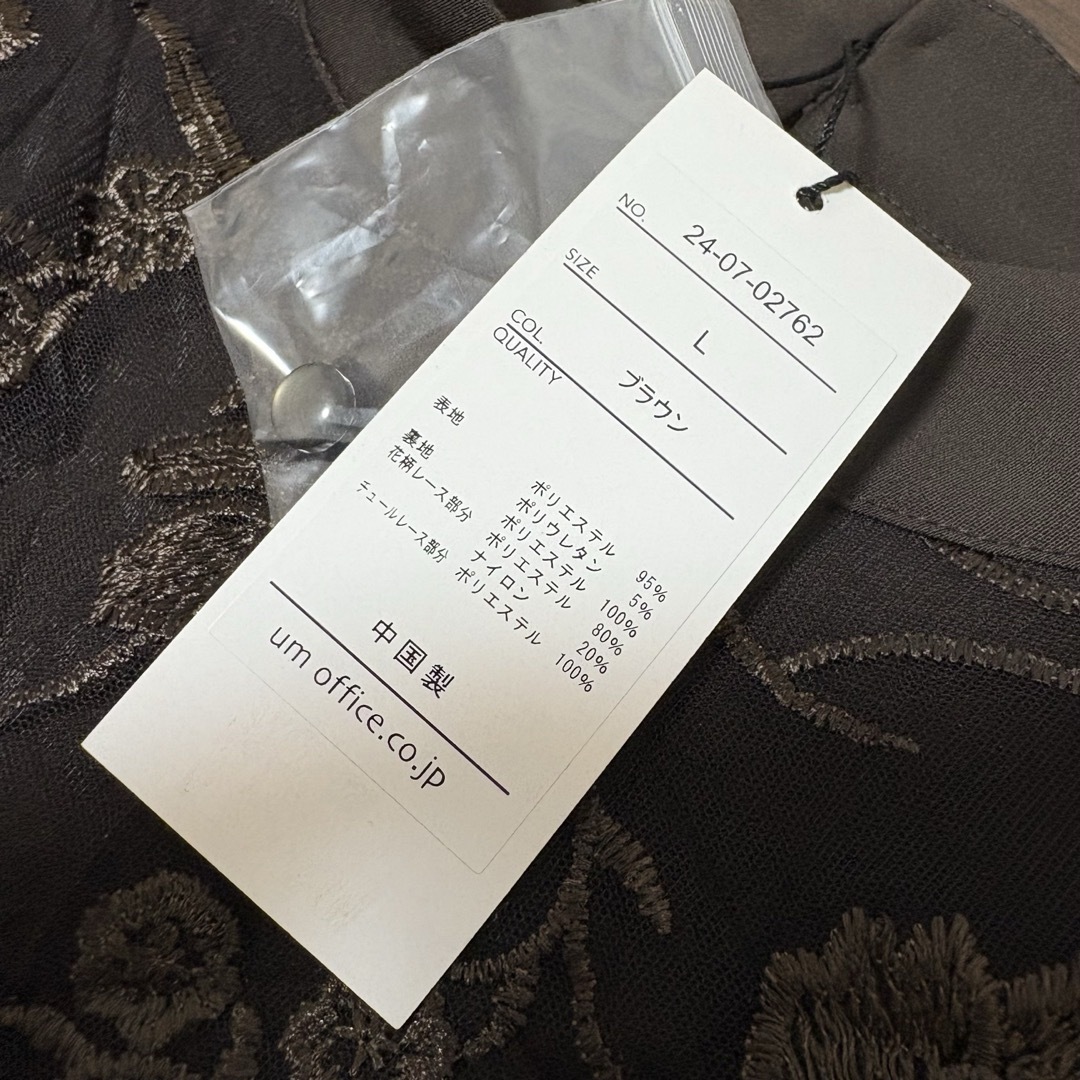 NO. 24-07-02762
SIZE L
COL. ブラウン
QUALITY
表地 ポリエステル 95%
ポリウレタン 5%
裏地 ポリエステル 100%
花柄レース部分 ポリエステル 80%
ナイロン 20%
チュールレース部分 ポリエステル 100%
中国製
um office.co.jp